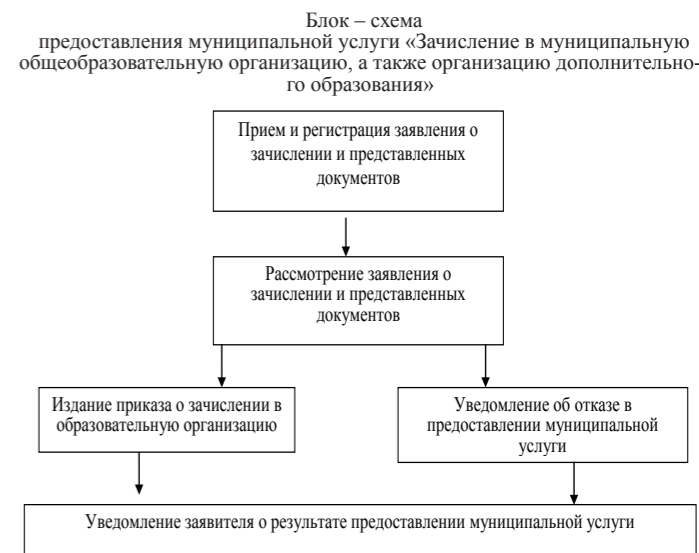 Блок – схема
предоставления муниципальной услуги «Зачисление в муниципальную
общеобразовательную организацию, а также организацию дополнительно-
го образования»
Прием и регистрация заявления о
зачислении и представленных
документов
Рассмотрение заявления о
зачислении и представленных
документов
Издание приказа о зачислении в
образовательную организацию
Уведомление об отказе в
предоставлении муниципальной
услуги
Уведомление заявителя о результате предоставлении муниципальной услуги